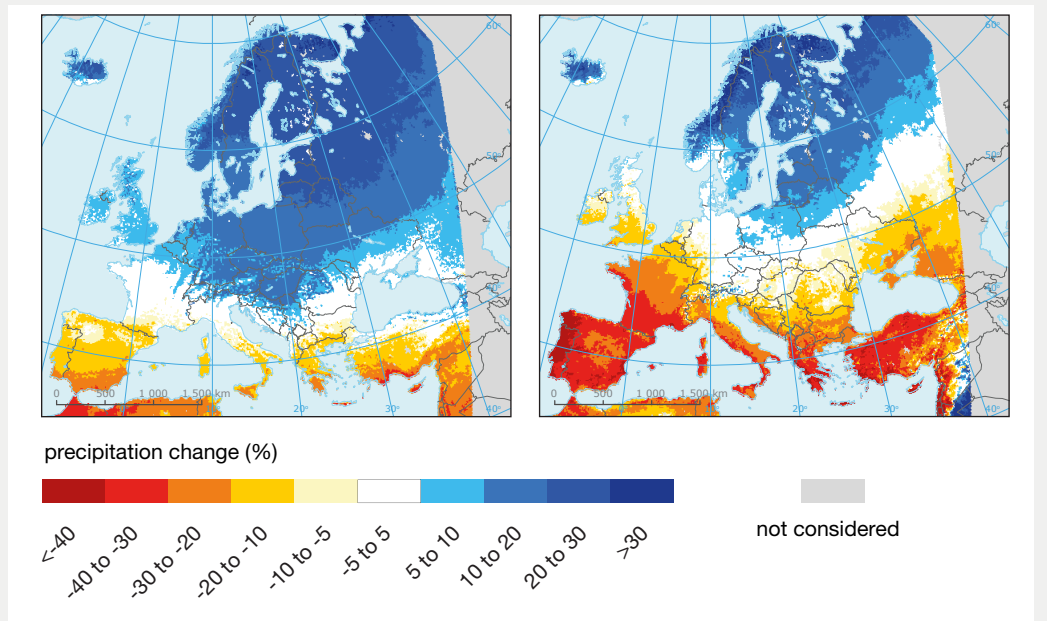 60°
60°
50°
50°
0 500 1 000 1 500 km
20° 30° 40°
0 500 1 000 1 500 km
20° 30° 40°
precipitation change (%)
<-40
-40 to -30
-30 to -20
-20 to -10
-10 to -5
-5 to 5
5 to 10
10 to 20
20 to 30
>30
not considered